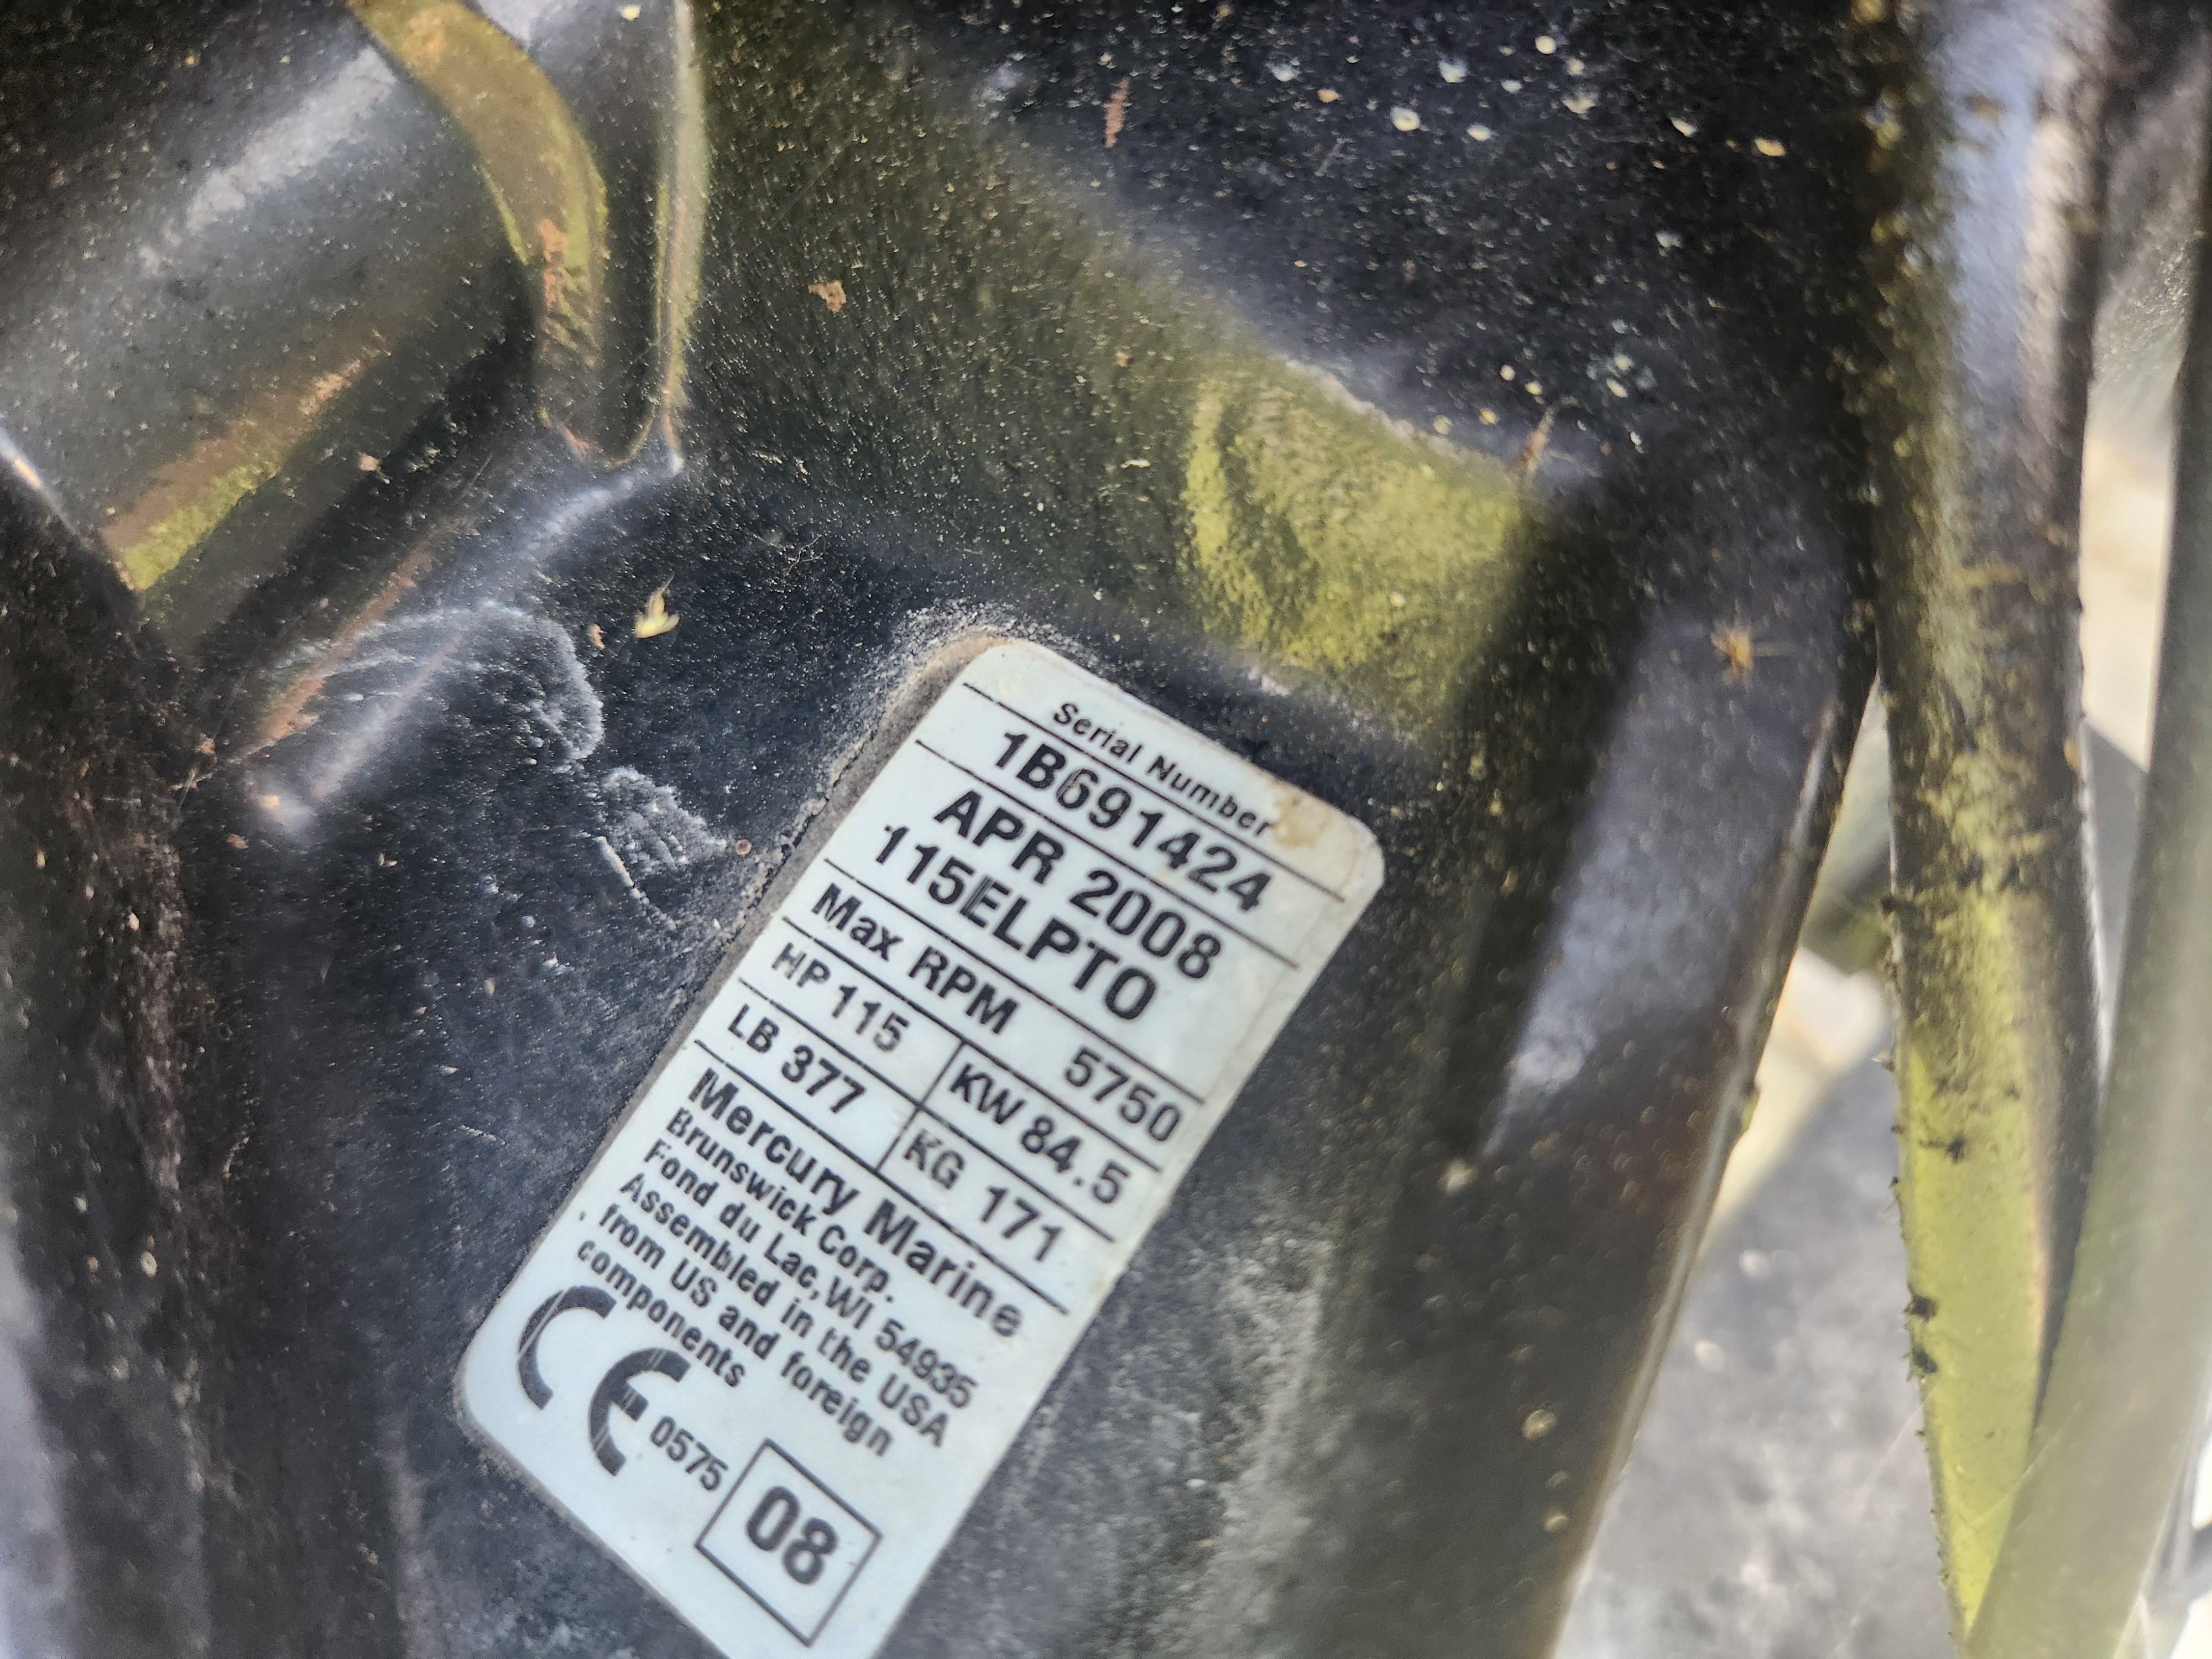 Serial Number
1B691424
APR 2008
115ELPTO
Max RPM 5750
HP 115 KW 84.5
LB 377 KG 171
Mercury Marine
Brunswick Corp.
Fond du Lac, WI 54935
Assembled in the USA
from US and foreign
components
CE 0575 08